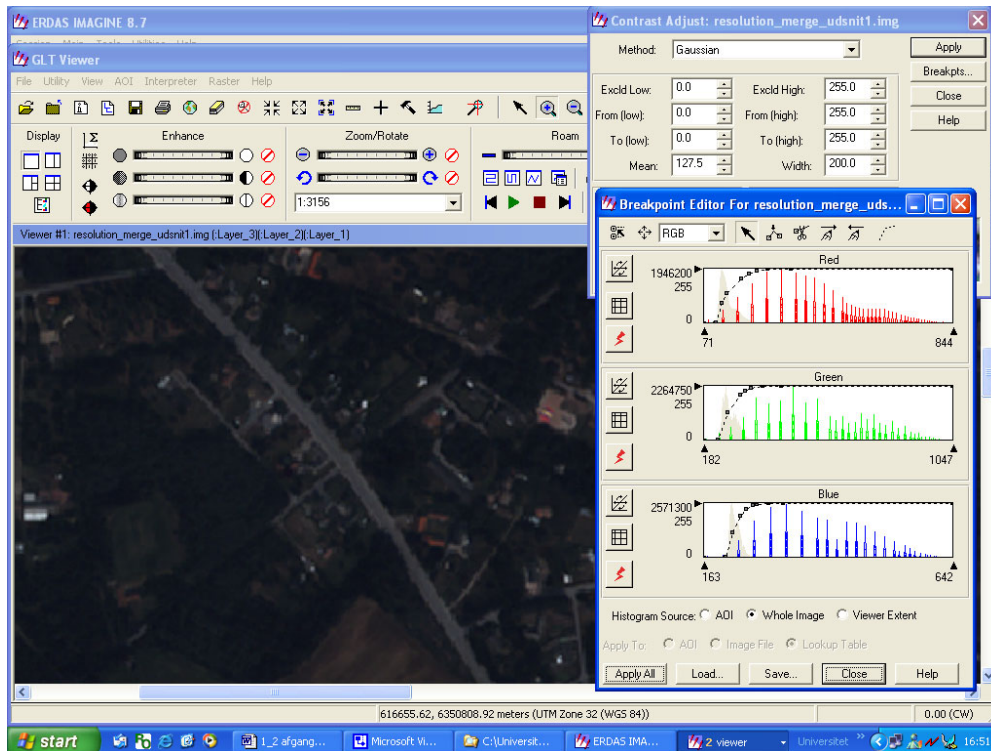 ERDAS IMAGINE 8.7
Session Main Tools Utilities Help
GLT Viewer
File Utility View AOI Interpreter Raster Help
Display Enhance Zoom/Rotate Roam
1:3156
Viewer #1: resolution_merge_udsnit1.img (:Layer_3)(:Layer_2)(:Layer_1)
Contrast Adjust: resolution_merge_udsnit1.img
Method: Gaussian Apply
Breakpts...
Excld Low: 0.0 Excld High: 255.0 Close
From (low): 0.0 From (high): 255.0 Help
To (low): 0.0 To (high): 255.0
Mean: 127.5 Width: 200.0
Breakpoint Editor For resolution_merge_uds...
RGB
Red
1946200
255
0
71 844
Green
2264750
255
0
182 1047
Blue
2571300
255
0
163 642
Histogram Source: AOI Whole Image Viewer Extent
Apply To: AOI Image File Lookup Table
Apply All Load... Save... Close Help
616655.62, 6350808.92 meters (UTM Zone 32 (WGS 84)) 0.00 (CW)
start 1_2 afgang... Microsoft Vi... C:\Universit... ERDAS IMA... 2 viewer Universitet » 16:51